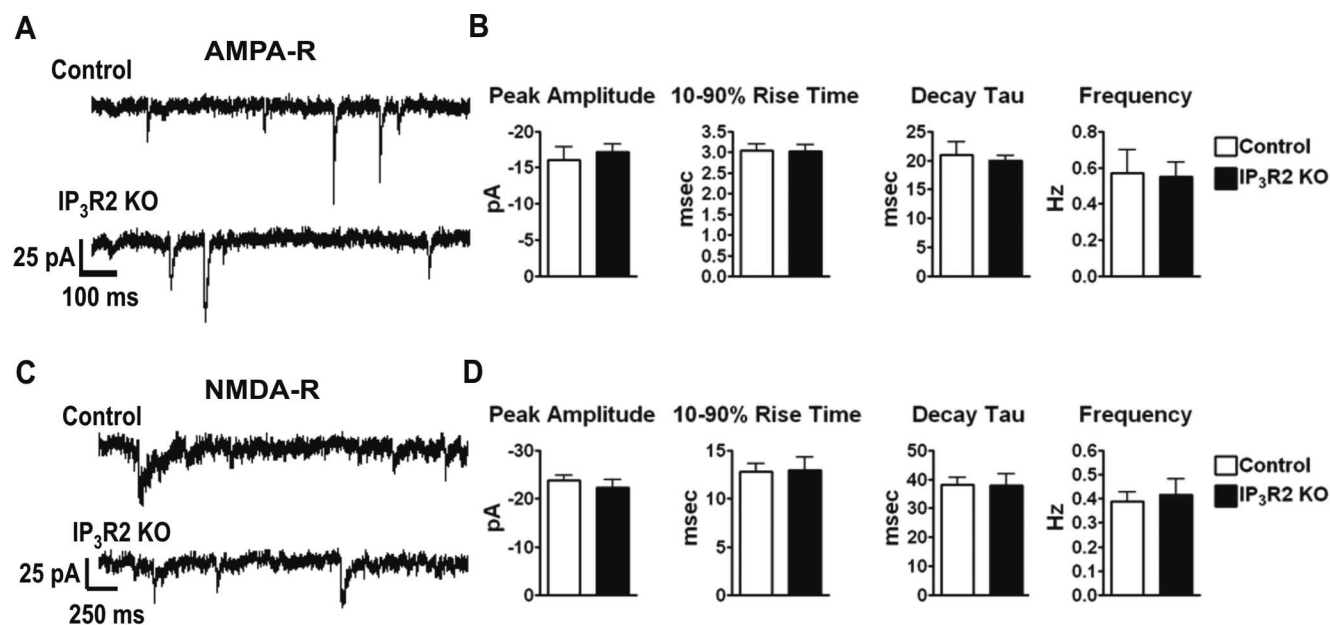 A
AMPA-R
Control
IP3R2 KO
25 pA
100 ms
B
Peak Amplitude
-20
-15
-10
-5
0
pA
10-90% Rise Time
3.5
3.0
2.5
2.0
1.5
1.0
0.5
0.0
msec
Decay Tau
25
20
15
10
5
0
msec
Frequency
0.8
0.6
0.4
0.2
0.0
Hz
Control
IP3R2 KO
C
NMDA-R
Control
IP3R2 KO
25 pA
250 ms
D
Peak Amplitude
-30
-20
-10
0
pA
10-90% Rise Time
15
10
5
0
msec
Decay Tau
50
40
30
20
10
0
msec
Frequency
0.6
0.5
0.4
0.3
0.2
0.1
0.0
Hz
Control
IP3R2 KO